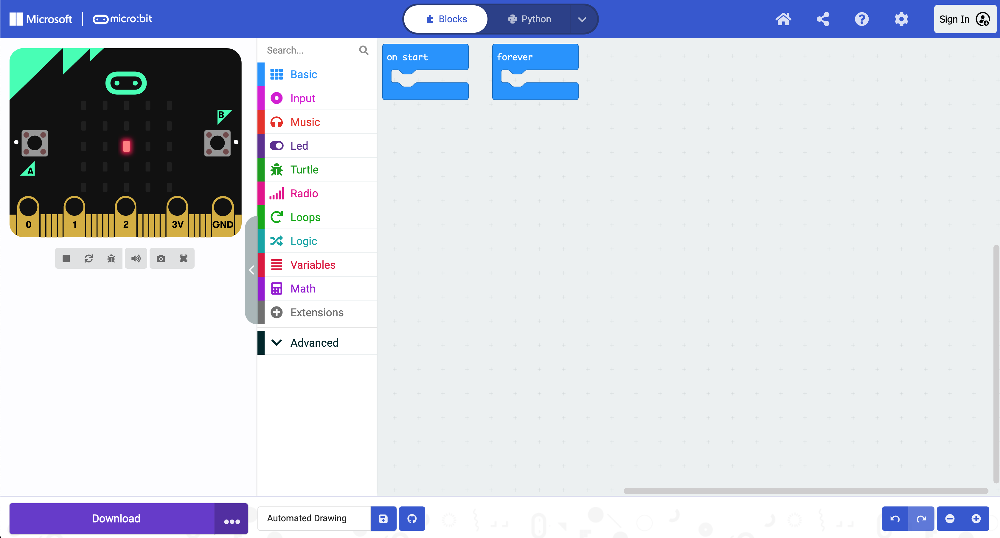 Microsoft | micro:bit
Blocks
Python
Sign In
B
A
0 1 2 3V GND
Search...
Basic
Input
Music
Led
Turtle
Radio
Loops
Logic
Variables
Math
Extensions
Advanced
on start
forever
Download
Automated Drawing